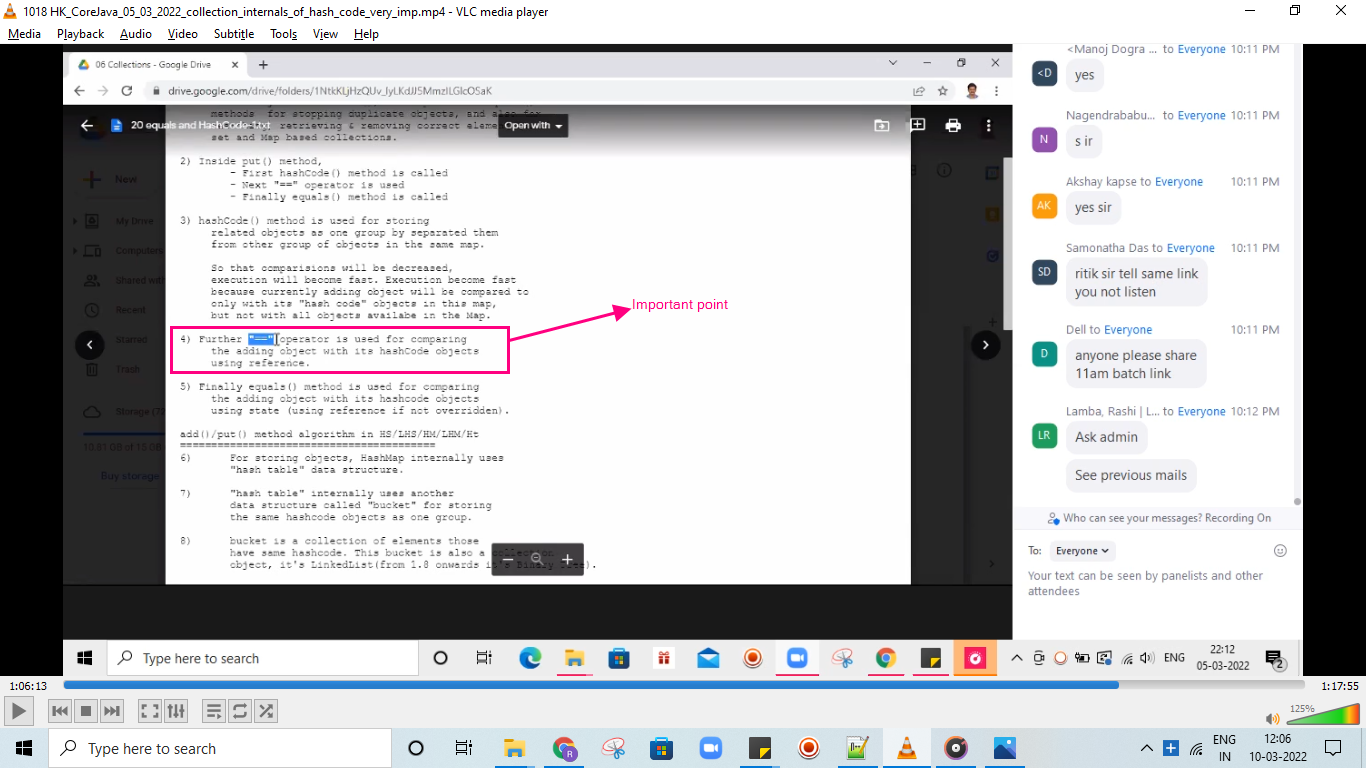 1018 HK_CoreJava_05_03_2022_collection_internals_of_hash_code_very_imp.mp4 - VLC media player
Media Playback Audio Video Subtitle Tools View Help
06 Collections - Google Drive
20 equals and HashCode-1.txt
Open with
methods for stopping duplicate objects, and also for
retrieving & removing correct
set and Map based collections.
2) Inside put() method,
- First hashCode() method is called
- Next "==" operator is used
- Finally equals() method is called
3) hashCode() method is used for storing
related objects as one group by separated them
from other group of objects in the same map.
So that comparisions will be decreased,
execution will become fast. Execution become fast
because currently adding object will be compared to
only with its "hash code" objects in this map,
but not with all objects availabe in the Map.
4) Further "==" operator is used for comparing
the adding object with its hashCode objects
using reference.
5) Finally equals() method is used for comparing
the adding object with its hashcode objects
using state (using reference if not overridden).
add()/put() method algorithm in HS/LHS/HM/LHM/Ht
=========================================
6) For storing objects, HashMap internally uses
"hash table" data structure.
7) "hash table" internally uses another
data structure called "bucket" for storing
the same hashcode objects as one group.
8) bucket is a collection of elements those
have same hashcode. This bucket is also a collection
object, it's LinkedList(from 1.8 onwards it's Binary Tree).
Important point
New
My Drive
Computers
Shared with
Recent
Starred
Trash
Storage
Buy storage
<Manoj Dogra ... to Everyone 10:11 PM
<D
yes
Nagendrababu... to Everyone 10:11 PM
N
s ir
Akshay kapse to Everyone 10:11 PM
AK
yes sir
Samonatha Das to Everyone 10:11 PM
SD
ritik sir tell same link
you not listen
Dell to Everyone 10:11 PM
D
anyone please share
11am batch link
Lamba, Rashi | L... to Everyone 10:12 PM
LR
Ask admin
See previous mails
Who can see your messages? Recording On
To: Everyone
Your text can be seen by panelists and other
attendees
Type here to search
ENG
22:12
05-03-2022
2
1:06:13
1:17:55
125%
Type here to search
R
ENG
IN
12:06
10-03-2022